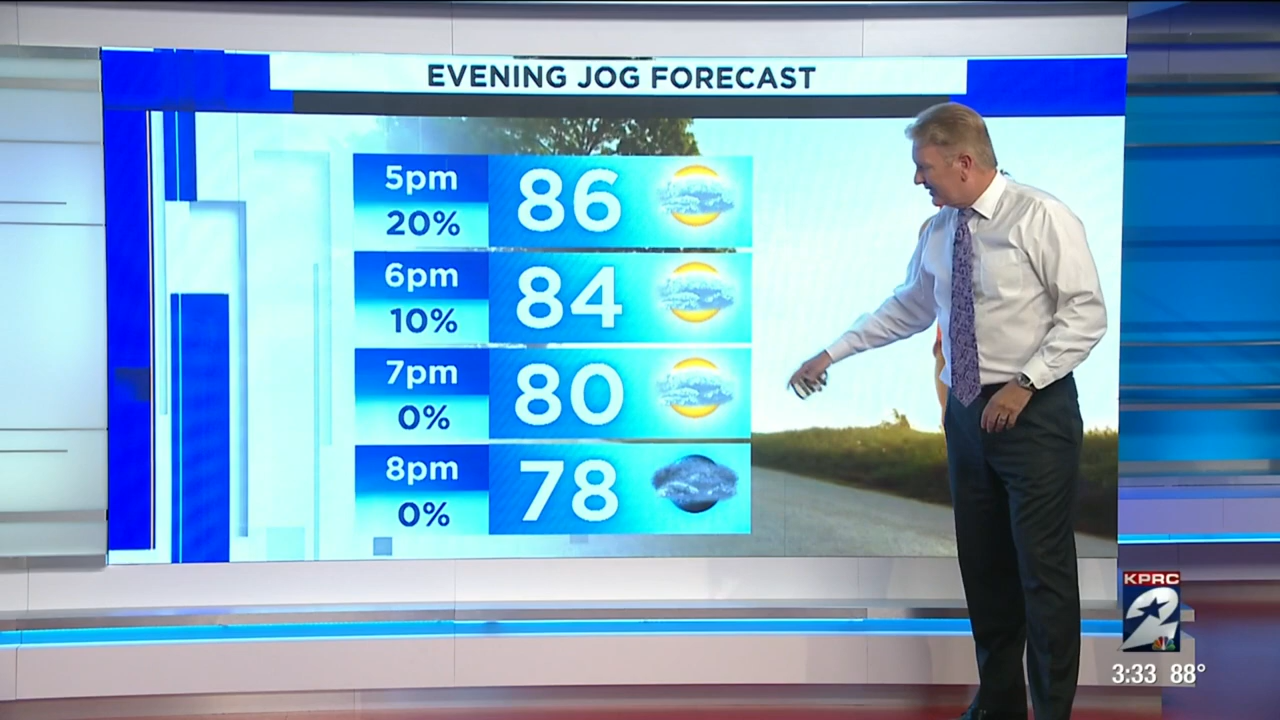 EVENING JOG FORECAST
5pm
20%
86
6pm
10%
84
7pm
0%
80
8pm
0%
78
KPRC
2
3:33 88°